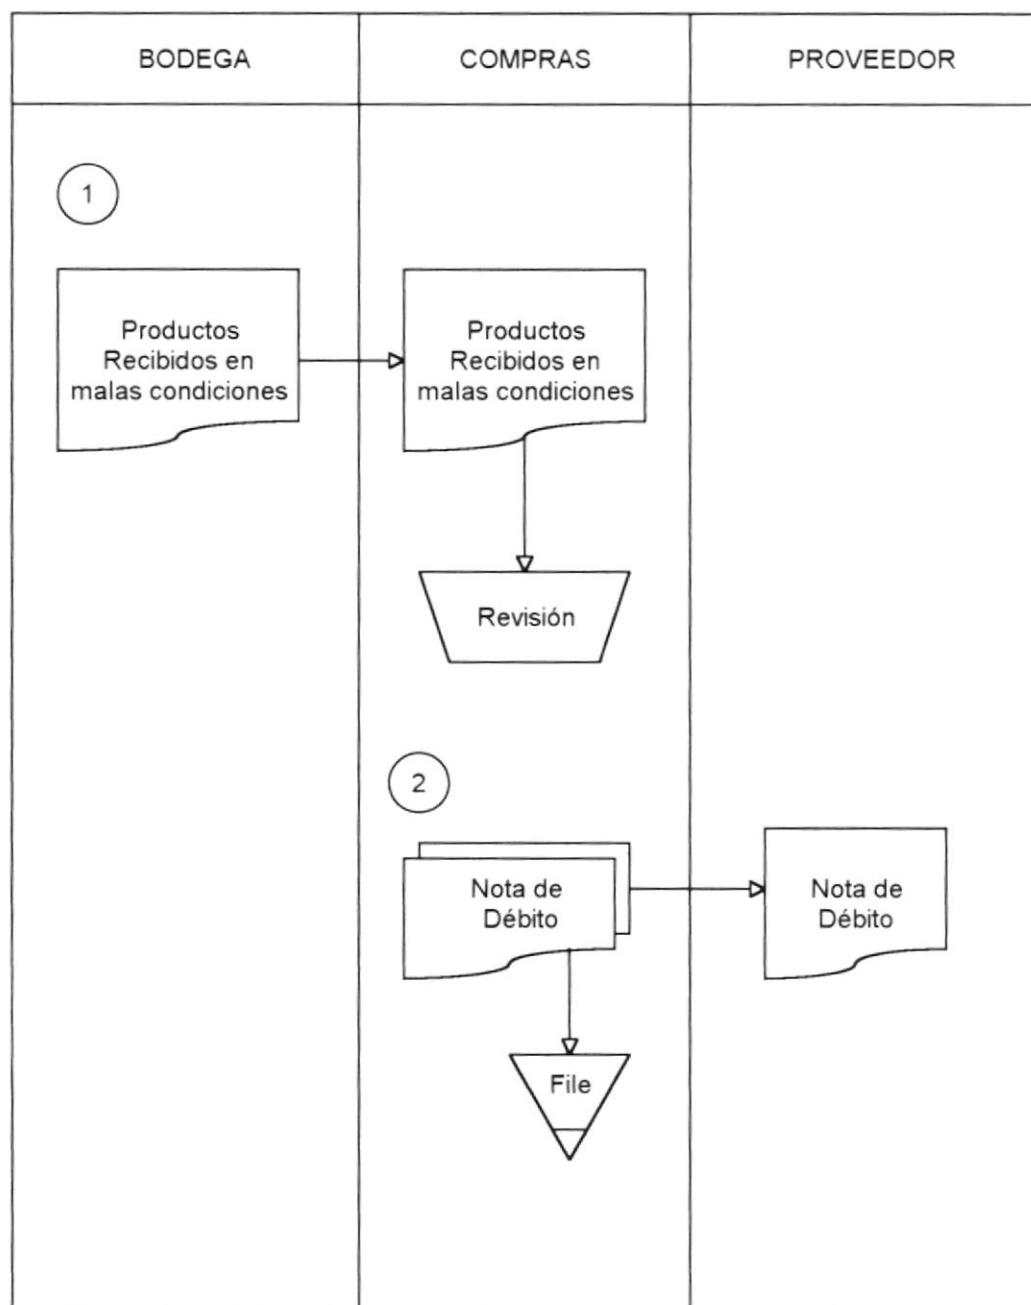 BODEGA
COMPRAS
PROVEEDOR
1
Productos
Recibidos en
malas condiciones
Productos
Recibidos en
malas condiciones
Revisión
2
Nota de
Débito
Nota de
Débito
File